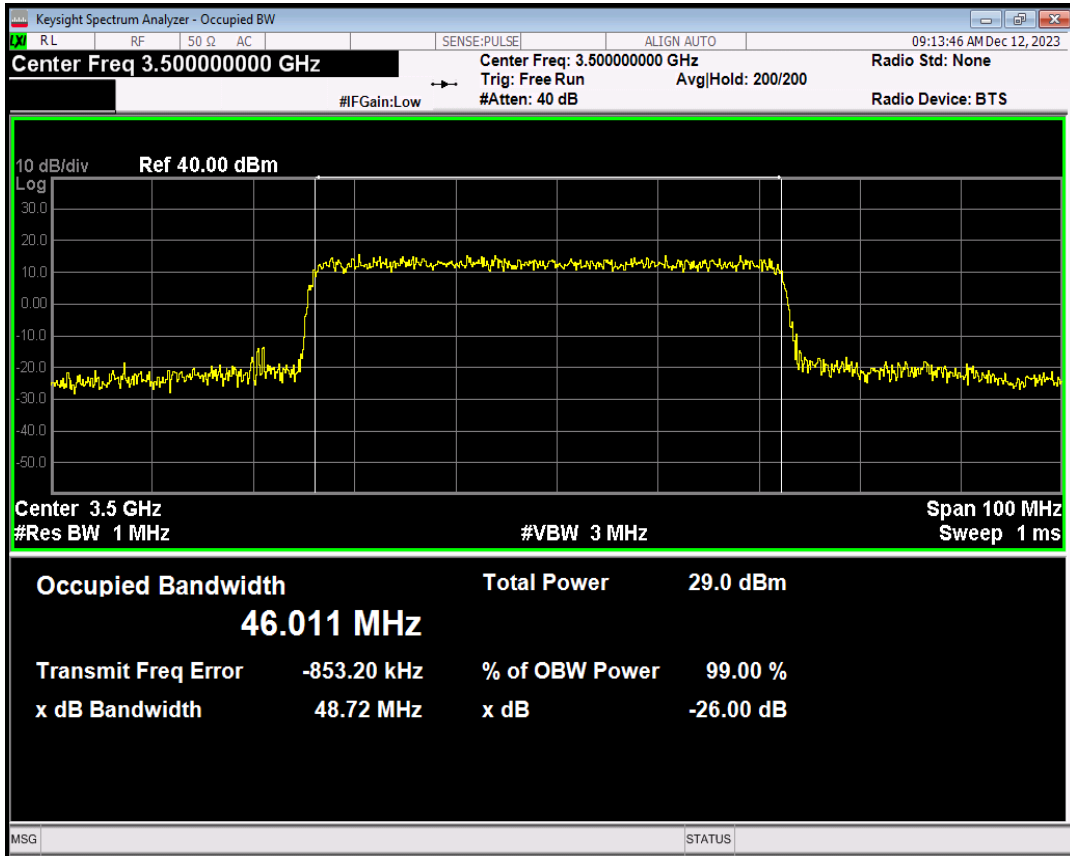 Keysight Spectrum Analyzer - Occupied BW
LXI RL RF 50 Ω AC SENSE:PULSE ALIGN AUTO 09:13:46 AM Dec 12, 2023
Center Freq 3.500000000 GHz Center Freq: 3.500000000 GHz Radio Std: None
Trig: Free Run Avg|Hold: 200/200
#IFGain:Low #Atten: 40 dB Radio Device: BTS
10 dB/div Ref 40.00 dBm
Log
30.0
20.0
10.0
0.00
-10.0
-20.0
-30.0
-40.0
-50.0
Center 3.5 GHz Span 100 MHz
#Res BW 1 MHz #VBW 3 MHz Sweep 1 ms
Occupied Bandwidth Total Power 29.0 dBm
46.011 MHz
Transmit Freq Error -853.20 kHz % of OBW Power 99.00 %
x dB Bandwidth 48.72 MHz x dB -26.00 dB
MSG STATUS